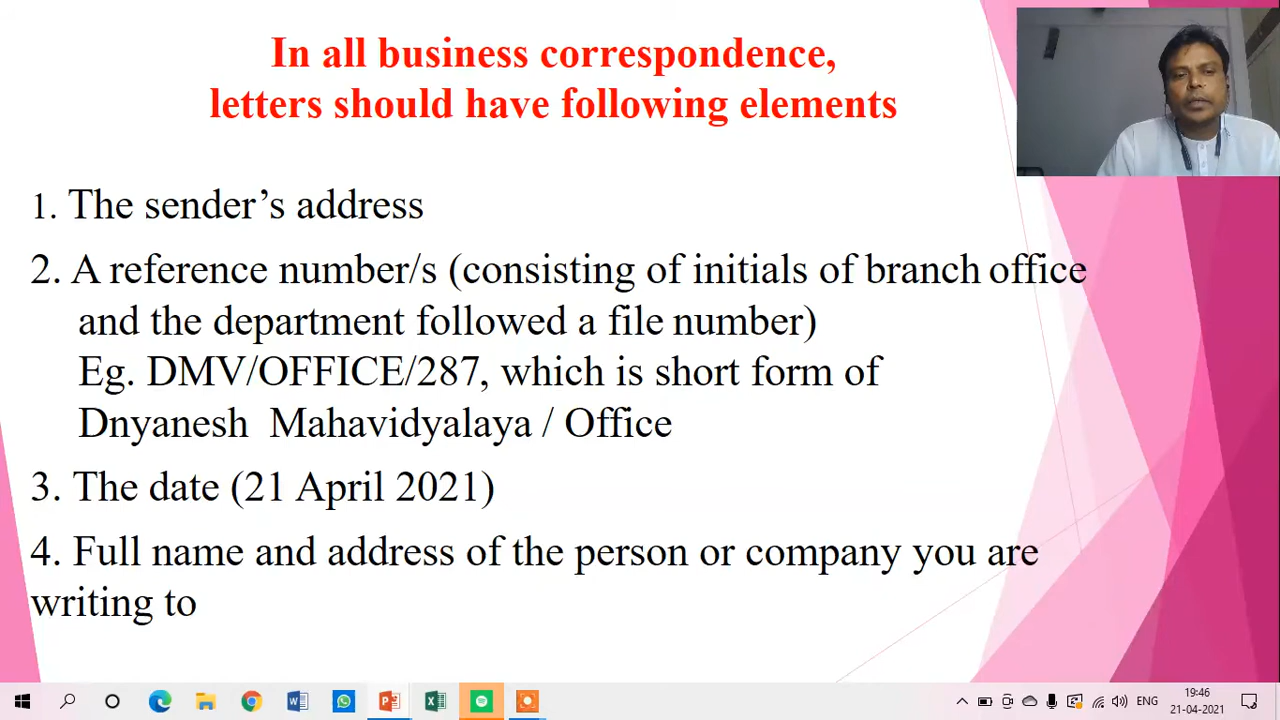 In all business correspondence,
letters should have following elements
1. The sender’s address
2. A reference number/s (consisting of initials of branch office
and the department followed a file number)
Eg. DMV/OFFICE/287, which is short form of
Dnyanesh Mahavidyalaya / Office
3. The date (21 April 2021)
4. Full name and address of the person or company you are
writing to
ENG
19:46
21-04-2021